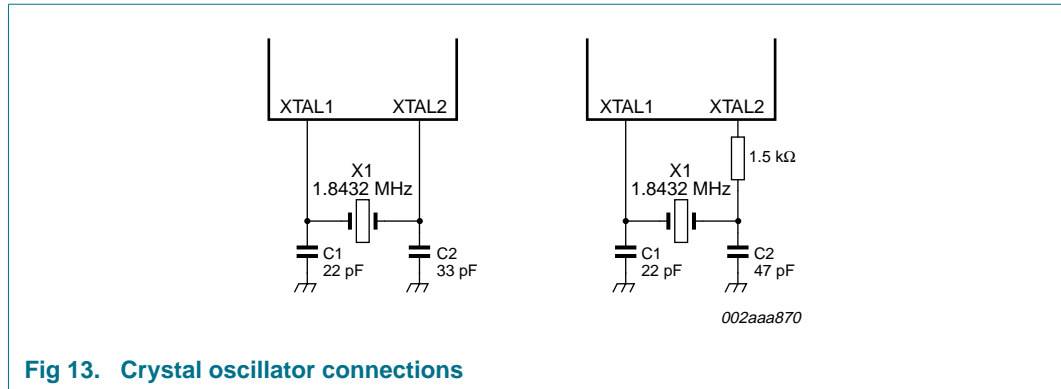 XTAL1 XTAL2
X1
1.8432 MHz
C1
22 pF
C2
33 pF
XTAL1 XTAL2
1.5 kΩ
X1
1.8432 MHz
C1
22 pF
C2
47 pF
002aaa870
Fig 13. Crystal oscillator connections